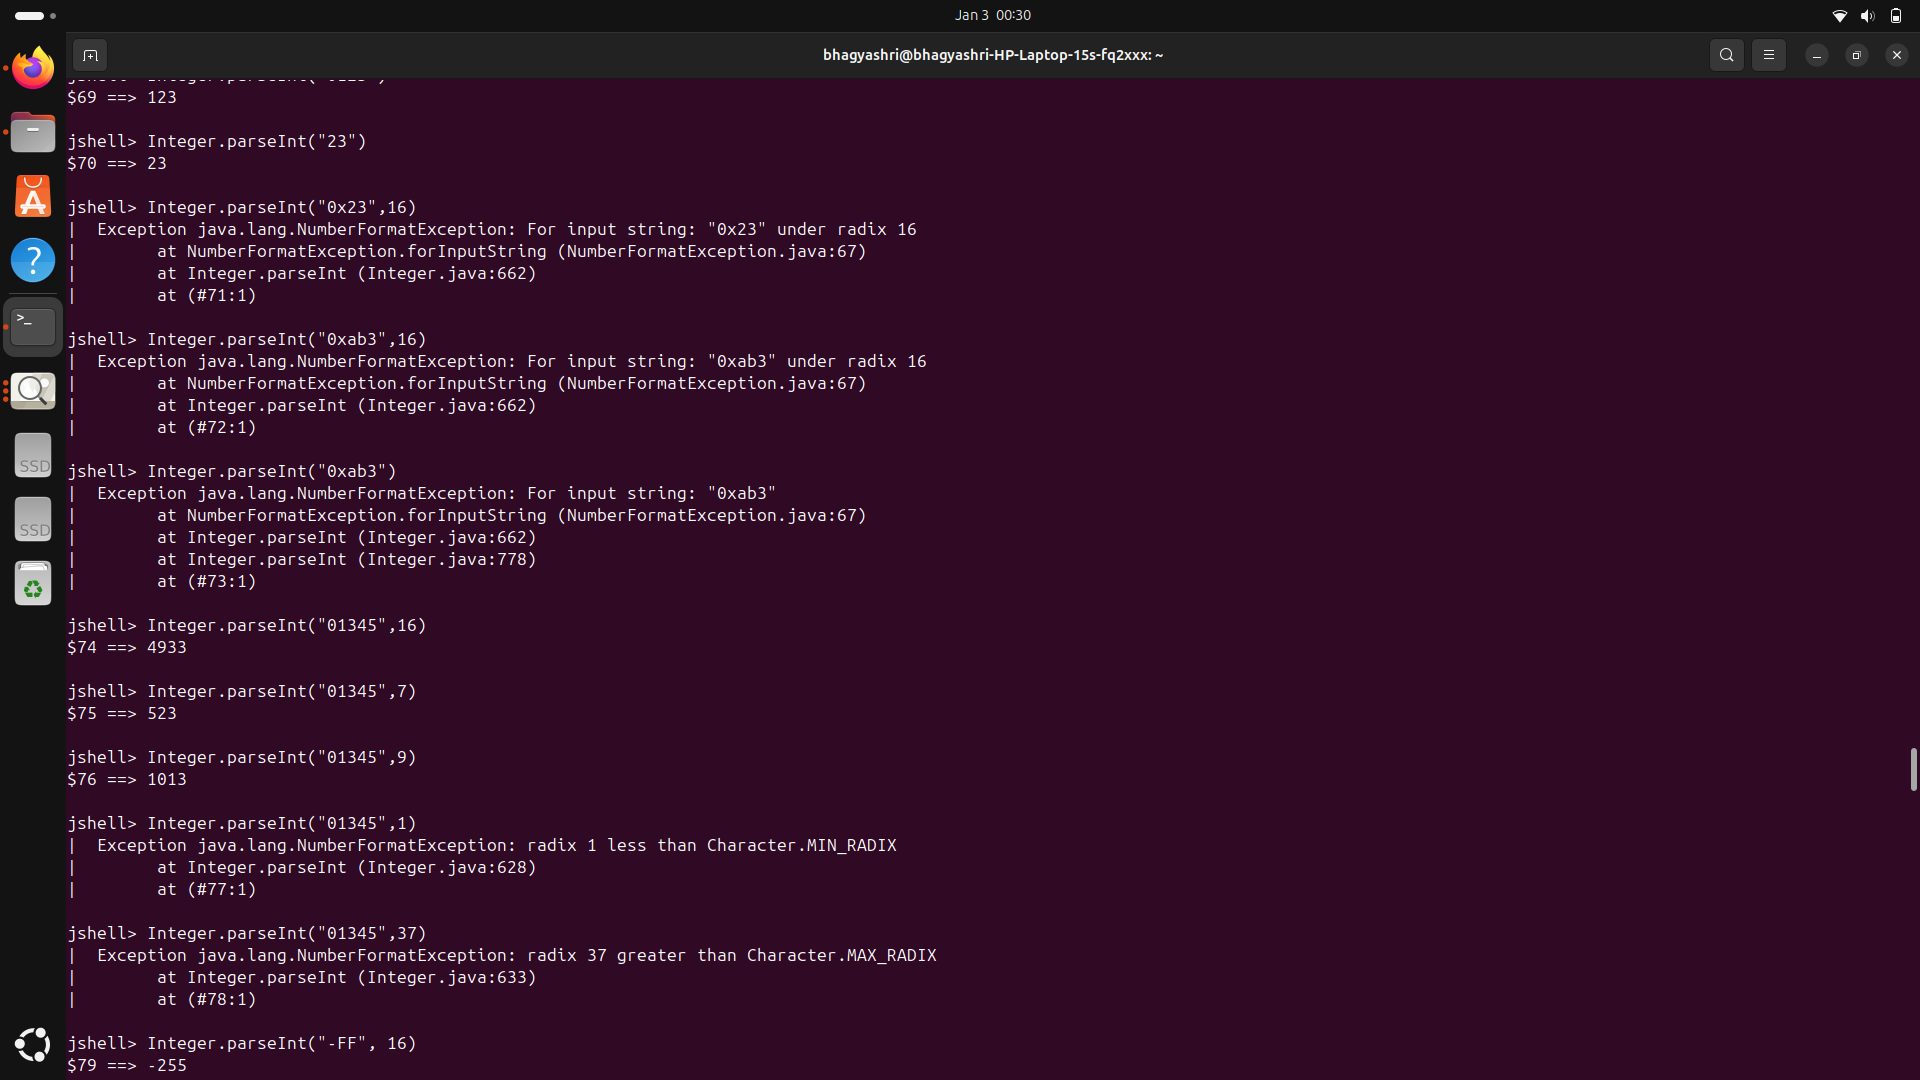 Jan 3 00:30
bhagyashri@bhagyashri-HP-Laptop-15s-fq2xxx: ~
$69 ==> 123
jshell> Integer.parseInt("23")
$70 ==> 23
jshell> Integer.parseInt("0x23",16)
|  Exception java.lang.NumberFormatException: For input string: "0x23" under radix 16
|        at NumberFormatException.forInputString (NumberFormatException.java:67)
|        at Integer.parseInt (Integer.java:662)
|        at (#71:1)
jshell> Integer.parseInt("0xab3",16)
|  Exception java.lang.NumberFormatException: For input string: "0xab3" under radix 16
|        at NumberFormatException.forInputString (NumberFormatException.java:67)
|        at Integer.parseInt (Integer.java:662)
|        at (#72:1)
jshell> Integer.parseInt("0xab3")
|  Exception java.lang.NumberFormatException: For input string: "0xab3"
|        at NumberFormatException.forInputString (NumberFormatException.java:67)
|        at Integer.parseInt (Integer.java:662)
|        at Integer.parseInt (Integer.java:778)
|        at (#73:1)
jshell> Integer.parseInt("01345",16)
$74 ==> 4933
jshell> Integer.parseInt("01345",7)
$75 ==> 523
jshell> Integer.parseInt("01345",9)
$76 ==> 1013
jshell> Integer.parseInt("01345",1)
|  Exception java.lang.NumberFormatException: radix 1 less than Character.MIN_RADIX
|        at Integer.parseInt (Integer.java:628)
|        at (#77:1)
jshell> Integer.parseInt("01345",37)
|  Exception java.lang.NumberFormatException: radix 37 greater than Character.MAX_RADIX
|        at Integer.parseInt (Integer.java:633)
|        at (#78:1)
jshell> Integer.parseInt("-FF", 16)
$79 ==> -255
SSD
SSD